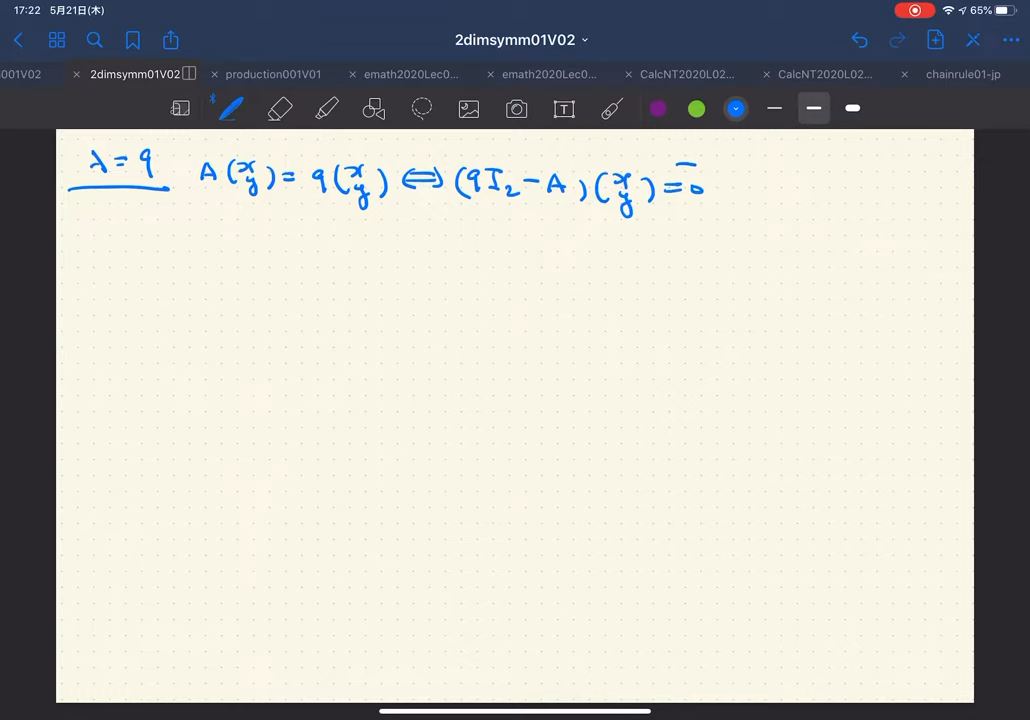 17:22 5月21日(木) 65%
2dimsymm01V02
001V02 2dimsymm01V02 production001V01 emath2020Lec0... emath2020Lec0... CalcNT2020L02... CalcNT2020L02... chainrule01-jp
λ = 9 A(x y) = 9(x y) ⟺ (9I₂ - A)(x y) = 0